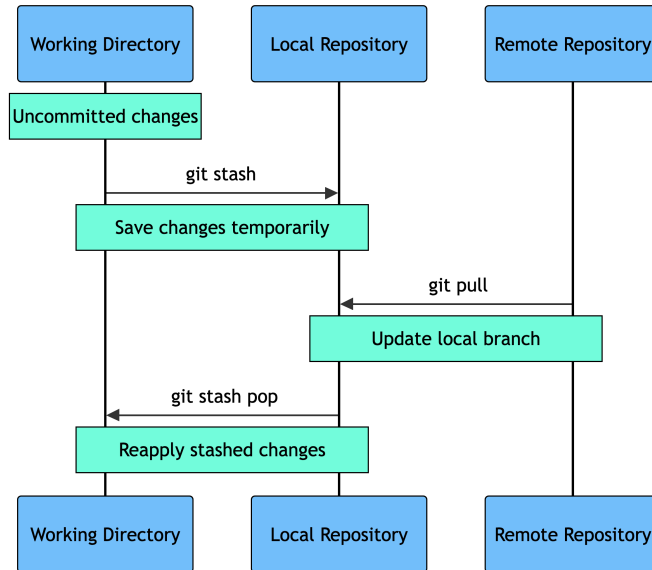 Working Directory
Local Repository
Remote Repository
Uncommitted changes
git stash
Save changes temporarily
git pull
Update local branch
git stash pop
Reapply stashed changes
Working Directory
Local Repository
Remote Repository